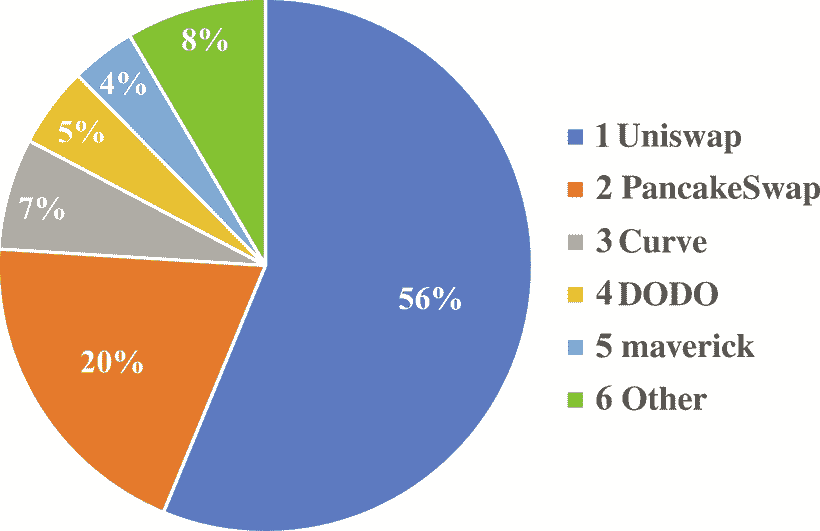 8%
4%
5%
7%
20%
56%
1 Uniswap
2 PancakeSwap
3 Curve
4 DODO
5 maverick
6 Other